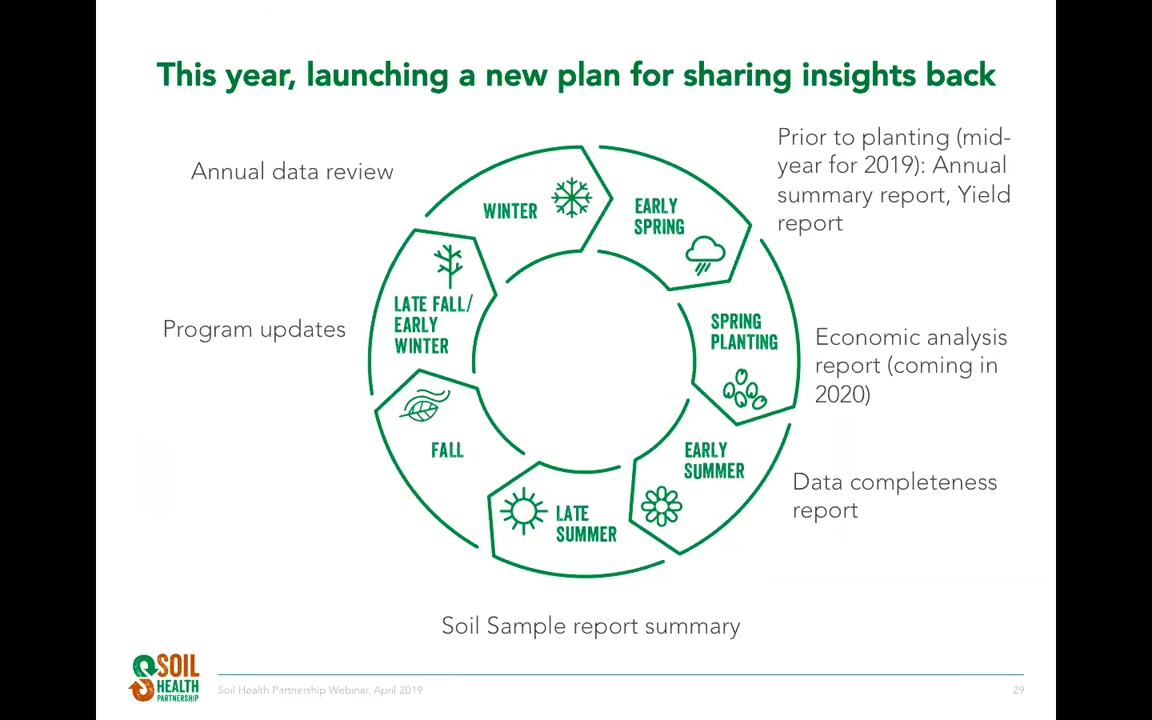 This year, launching a new plan for sharing insights back
Annual data review
Prior to planting (mid-
year for 2019): Annual
summary report, Yield
report
WINTER
EARLY
SPRING
LATE FALL/
EARLY
WINTER
Program updates
SPRING
PLANTING
Economic analysis
report (coming in
2020)
FALL
EARLY
SUMMER
Data completeness
report
LATE
SUMMER
Soil Sample report summary
SOIL
HEALTH
PARTNERSHIP
Soil Health Partnership Webinar, April 2019
29